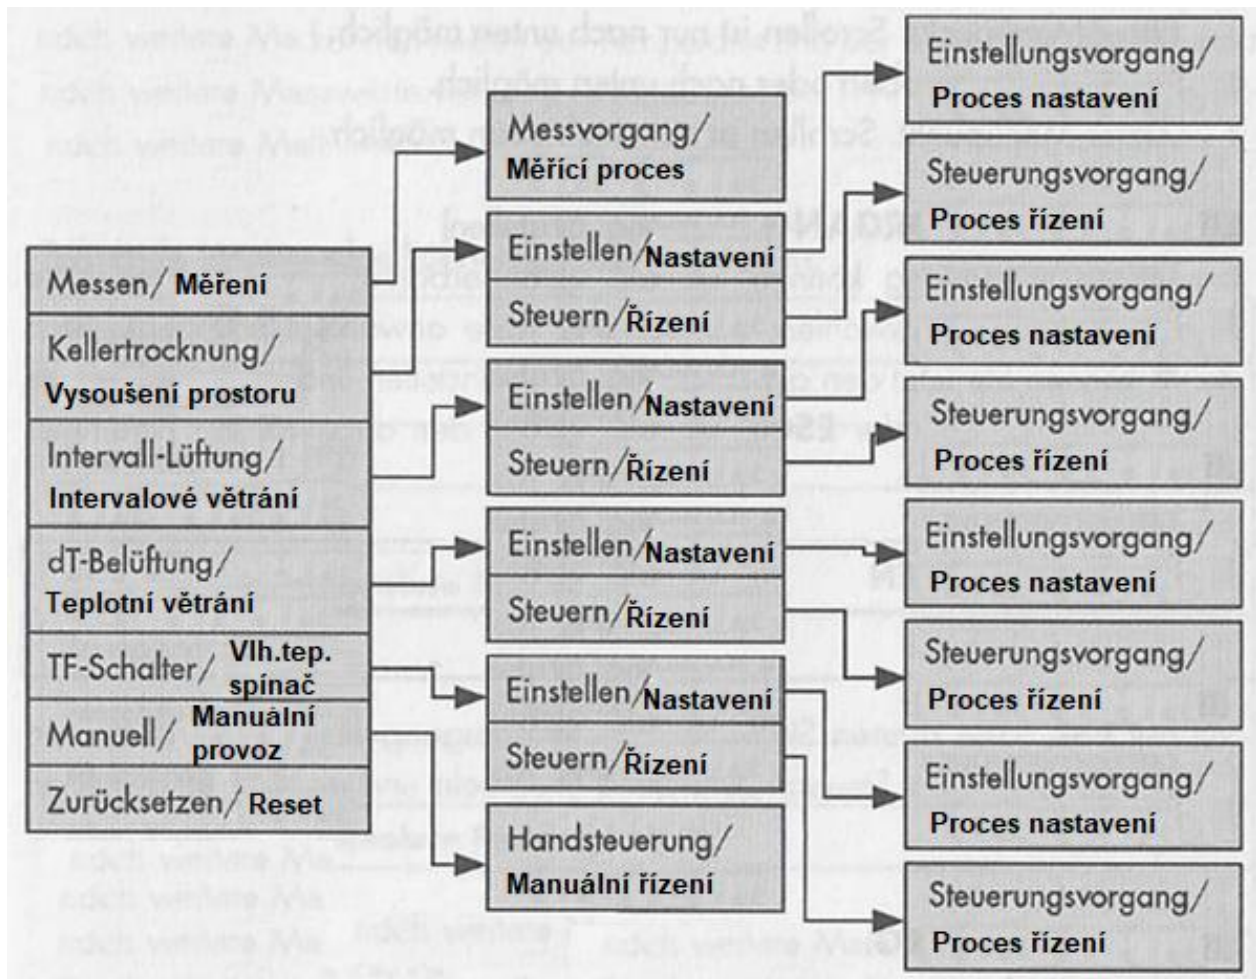 Messen/ Měření
Kellertrocknung/
Vysoušení prostoru
Intervall-Lüftung/
Intervalové větrání
dT-Belüftung/
Teplotní větrání
TF-Schalter/ Vlh.tep.
spínač
Manuell/ Manuální
provoz
Zurücksetzen/ Reset
Messvorgang/
Měřící proces
Einstellen/Nastavení
Steuern/Řízení
Einstellen/Nastavení
Steuern/Řízení
Einstellen/Nastavení
Steuern/Řízení
Einstellen/Nastavení
Steuern/Řízení
Handsteuerung/
Manuální řízení
Einstellungsvorgang/
Proces nastavení
Steuerungsvorgang/
Proces řízení
Einstellungsvorgang/
Proces nastavení
Steuerungsvorgang/
Proces řízení
Einstellungsvorgang/
Proces nastavení
Steuerungsvorgang/
Proces řízení
Einstellungsvorgang/
Proces nastavení
Steuerungsvorgang/
Proces řízení